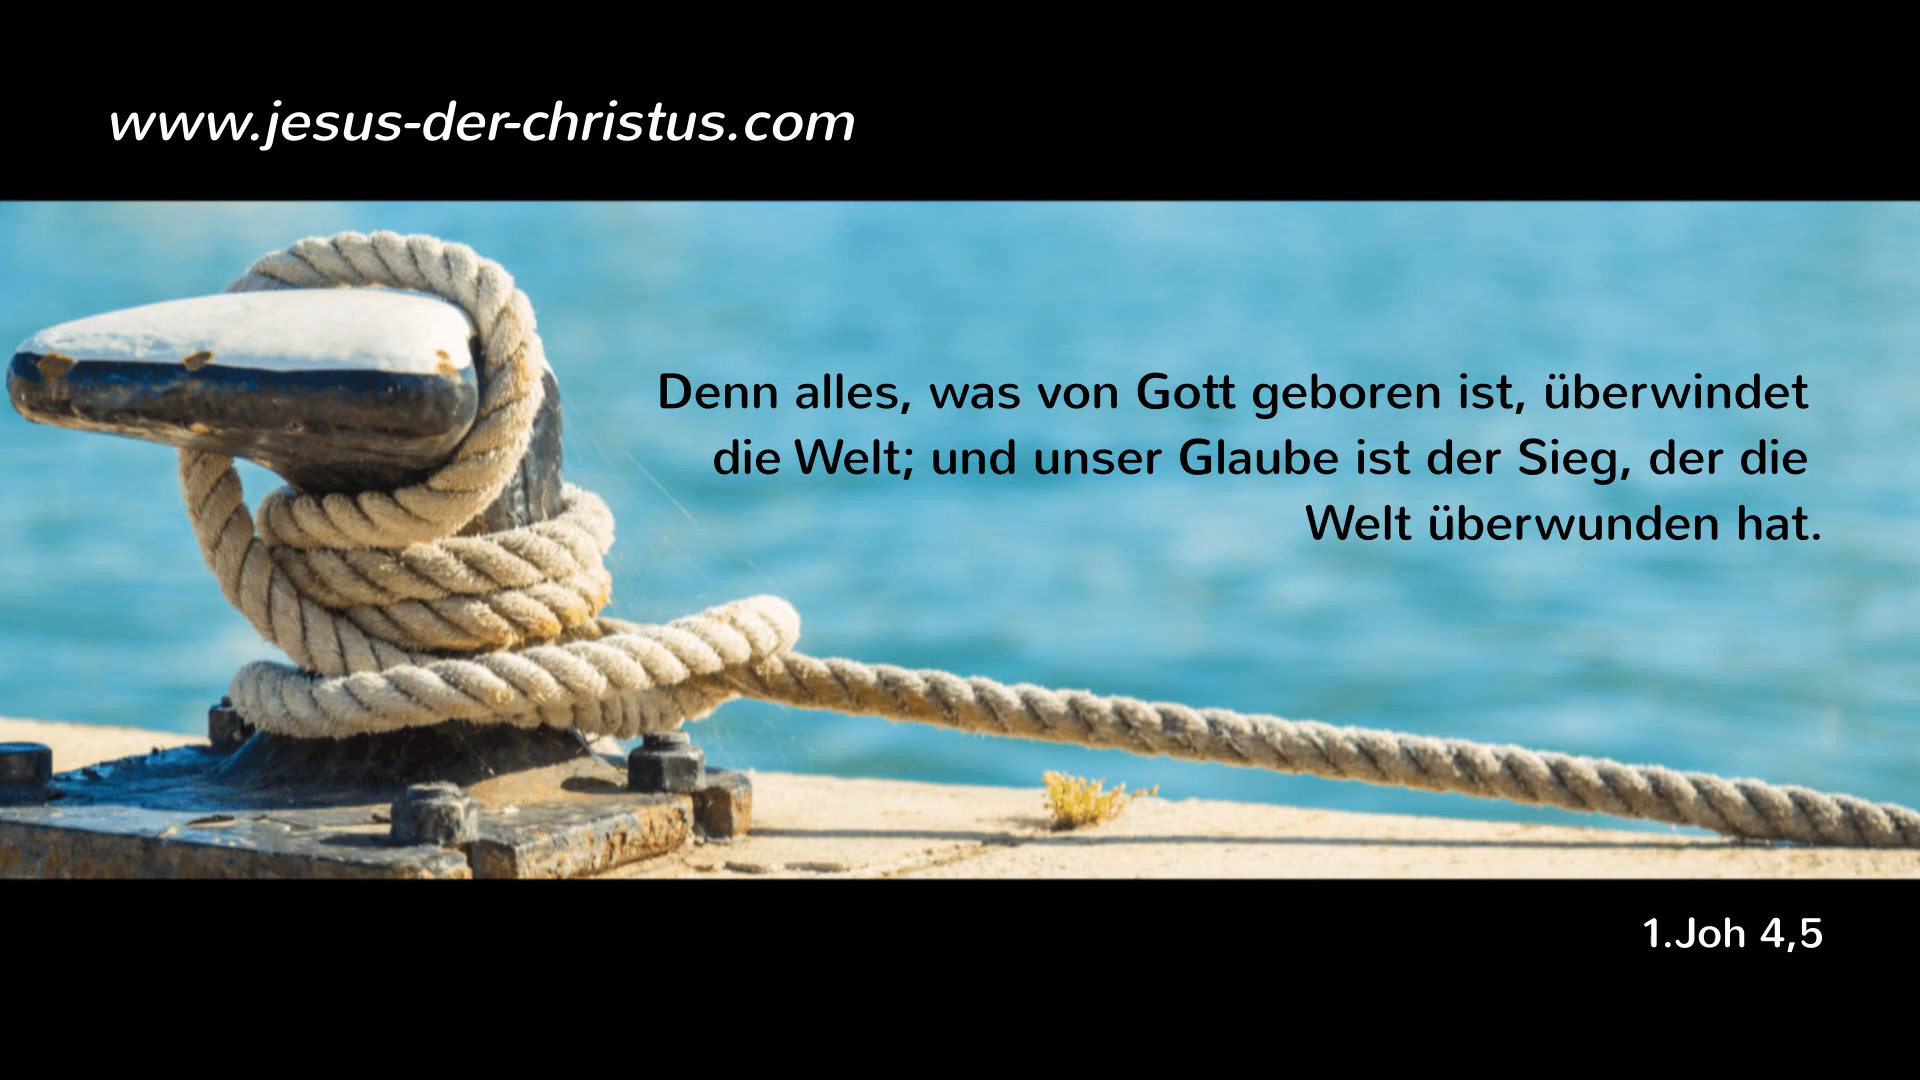 www.jesus-der-christus.com
Denn alles, was von Gott geboren ist, überwindet
die Welt; und unser Glaube ist der Sieg, der die
Welt überwunden hat.
1.Joh 4,5